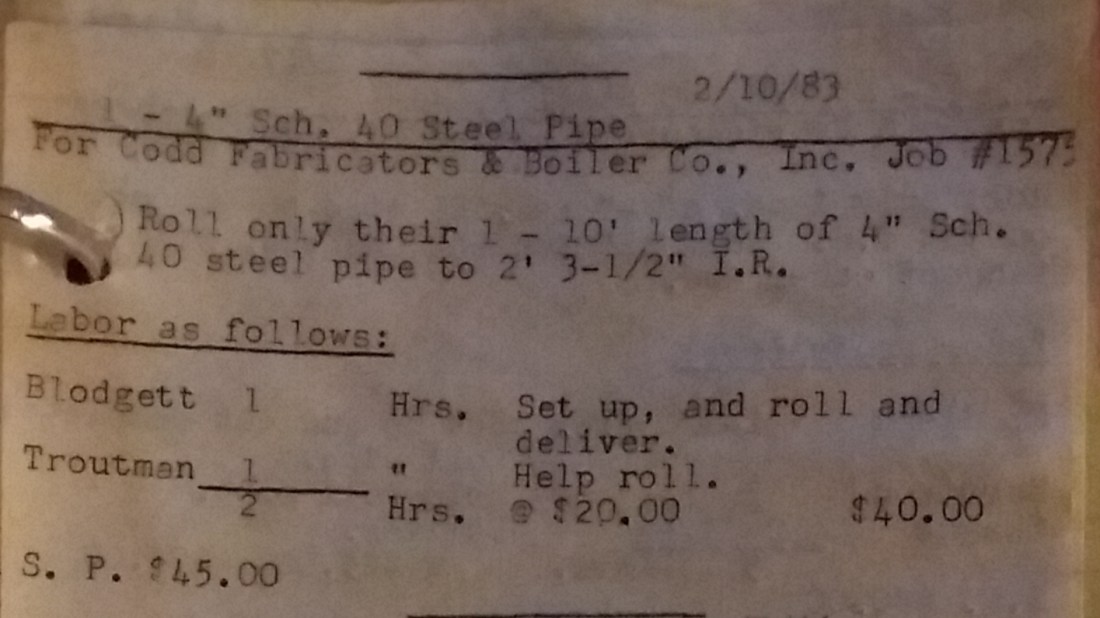 2/10/83
1 - 4" Sch. 40 Steel Pipe
For Codd Fabricators & Boiler Co., Inc. Job
Roll only their 1 - 10' length of 4" Sch.
40 steel pipe to 2' 3-1/2" I.R.
Labor as follows:
Blodgett 1 Hrs. Set up, and roll and
deliver.
Troutman 1 " Help roll.
2 Hrs. @ $20.00 $40.00
S. P. $45.00